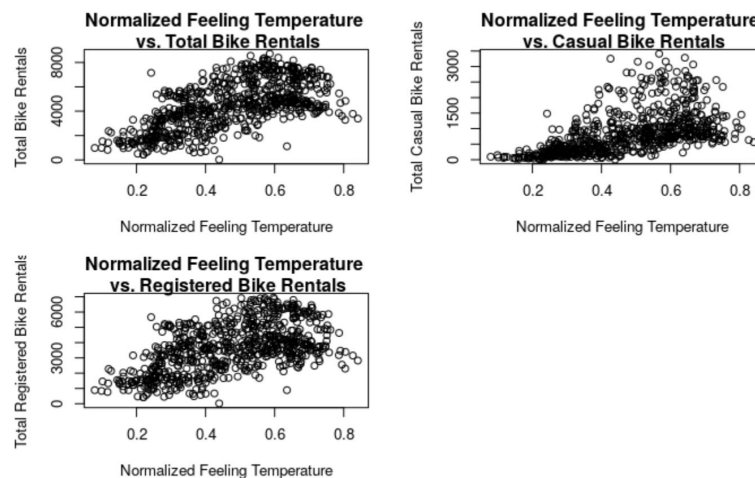 Normalized Feeling Temperature
vs. Total Bike Rentals
Total Bike Rentals
8000
4000
0
0.2 0.4 0.6 0.8
Normalized Feeling Temperature
Normalized Feeling Temperature
vs. Casual Bike Rentals
Total Casual Bike Rentals
3000
1500
0
0.2 0.4 0.6 0.8
Normalized Feeling Temperature
Normalized Feeling Temperature
vs. Registered Bike Rentals
Total Registered Bike Rentals
6000
3000
0
0.2 0.4 0.6 0.8
Normalized Feeling Temperature